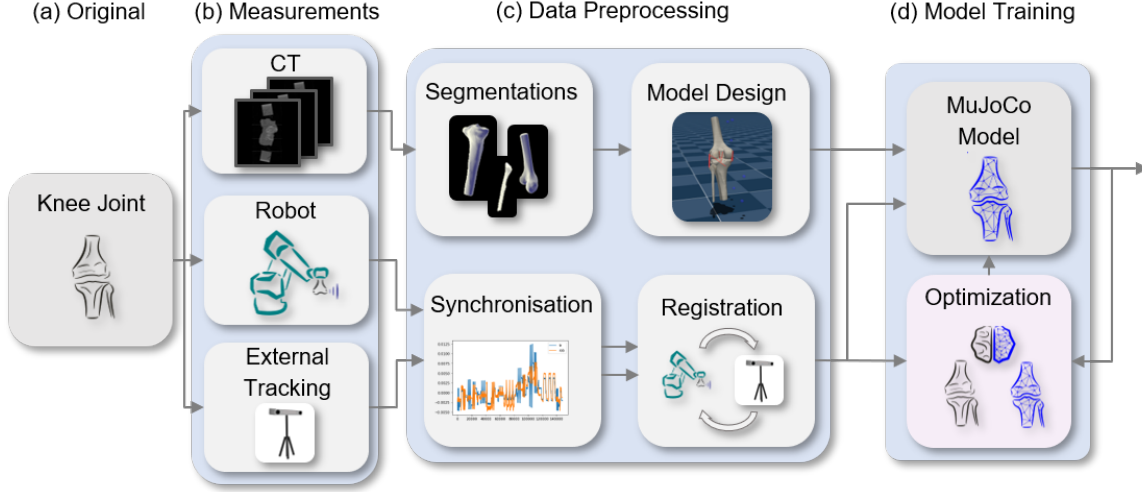 (a) Original
(b) Measurements
(c) Data Preprocessing
(d) Model Training
Knee Joint
CT
Robot
External
Tracking
Segmentations
Model Design
Synchronisation
Registration
MuJoCo
Model
Optimization